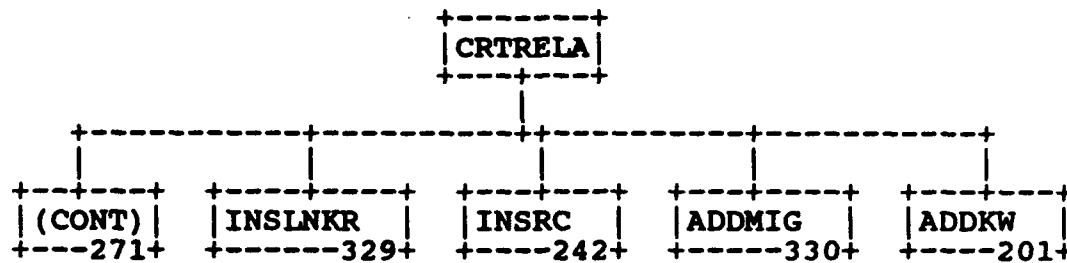 CRTRELA
(CONT) INSLNKR INSRC ADDMIG ADDKW
271 329 242 330 201